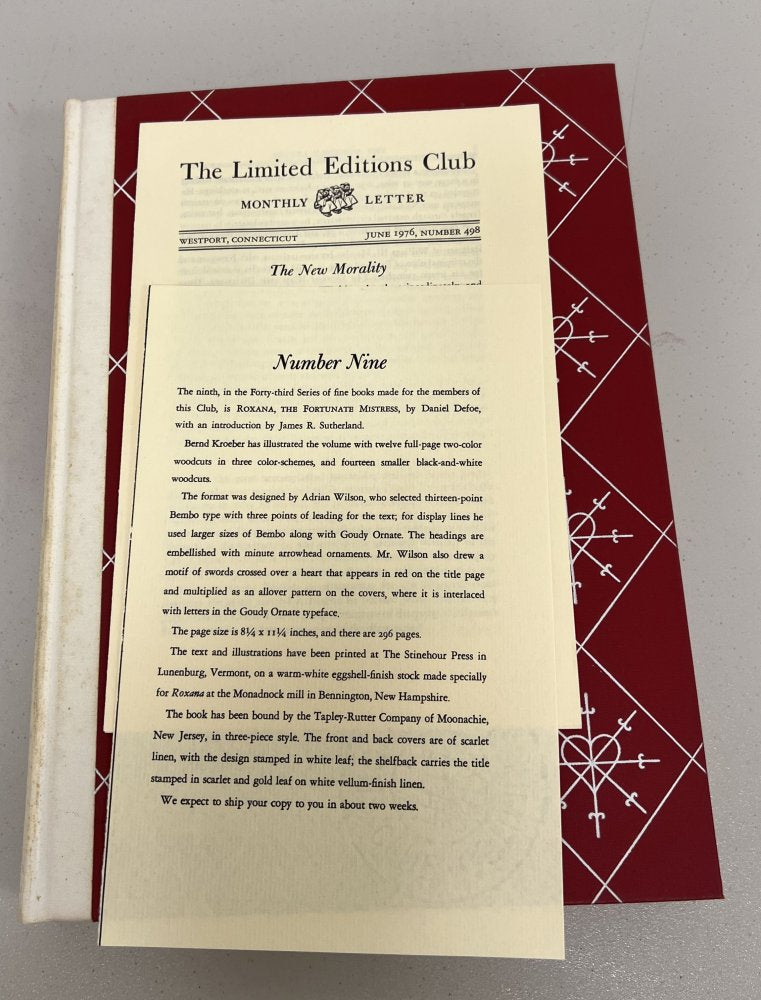 The Limited Editions Club
MONTHLY LETTER
WESTPORT, CONNECTICUT JUNE 1976, NUMBER 498
The New Morality
Number Nine
The ninth, in the Forty-third Series of fine books made for the members of
this Club, is ROXANA, THE FORTUNATE MISTRESS, by Daniel Defoe,
with an introduction by James R. Sutherland.
Bernd Kroeber has illustrated the volume with twelve full-page two-color
woodcuts in three color-schemes, and fourteen smaller black-and-white
woodcuts.
The format was designed by Adrian Wilson, who selected thirteen-point
Bembo type with three points of leading for the text; for display lines he
used larger sizes of Bembo along with Goudy Ornate. The headings are
embellished with minute arrowhead ornaments. Mr. Wilson also drew a
motif of swords crossed over a heart that appears in red on the title page
and multiplied as an allover pattern on the covers, where it is interlaced
with letters in the Goudy Ornate typeface.
The page size is 8¼ x 11¼ inches, and there are 296 pages.
The text and illustrations have been printed at The Stinehour Press in
Lunenburg, Vermont, on a warm-white eggshell-finish stock made specially
for Roxana at the Monadnock mill in Bennington, New Hampshire.
The book has been bound by the Tapley-Rutter Company of Moonachie,
New Jersey, in three-piece style. The front and back covers are of scarlet
linen, with the design stamped in white leaf; the shelfback carries the title
stamped in scarlet and gold leaf on white vellum-finish linen.
We expect to ship your copy to you in about two weeks.